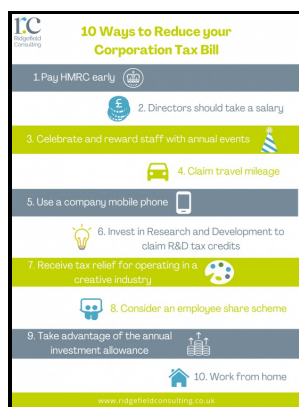 rc
Ridgefield
Consulting
10 Ways to Reduce your
Corporation Tax Bill
1.Pay HMRC early
£
2. Directors should take a salary
3. Celebrate and reward staff with annual events
4. Claim travel mileage
5. Use a company mobile phone
6. Invest in Research and Development to
claim R&D tax credits
7. Receive tax relief for operating in a
creative industry
8. Consider an employee share scheme
9. Take advantage of the annual
investment allowance
10. Work from home
www.ridgefieldconsulting.co.uk